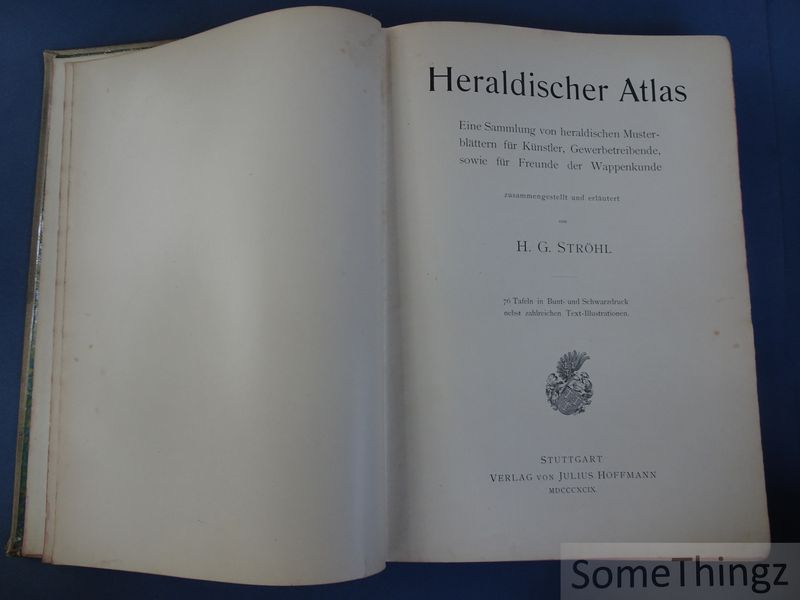 Heraldischer Atlas
Eine Sammlung von heraldischen Muster-
blättern für Künstler, Gewerbetreibende,
sowie für Freunde der Wappenkunde
zusammengestellt und erläutert
von
H. G. STRÖHL
76 Tafeln in Bunt- und Schwarzdruck
nebst zahlreichen Text-Illustrationen.
STUTTGART
VERLAG VON JULIUS HOFFMANN
MDCCCXCIX.
SomeThingz